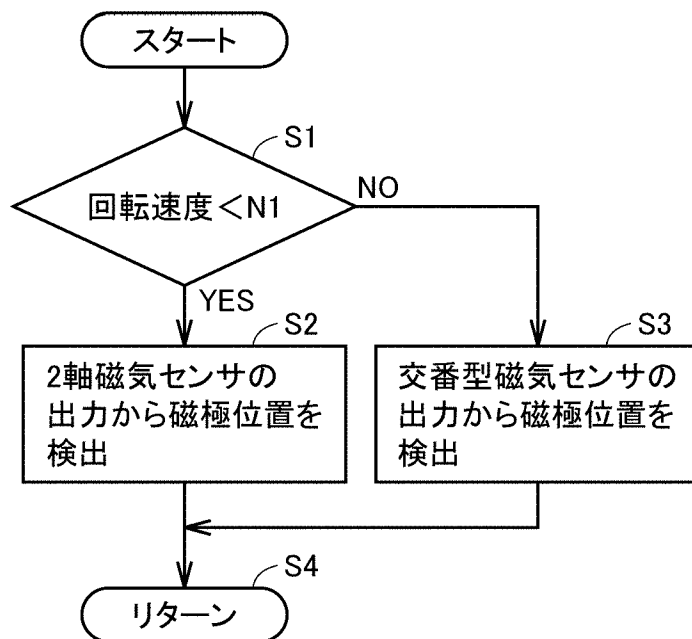 スタート
S1
回転速度<N1
NO
YES
S2
2軸磁気センサの
出力から磁極位置を
検出
S3
交番型磁気センサの
出力から磁極位置を
検出
S4
リターン